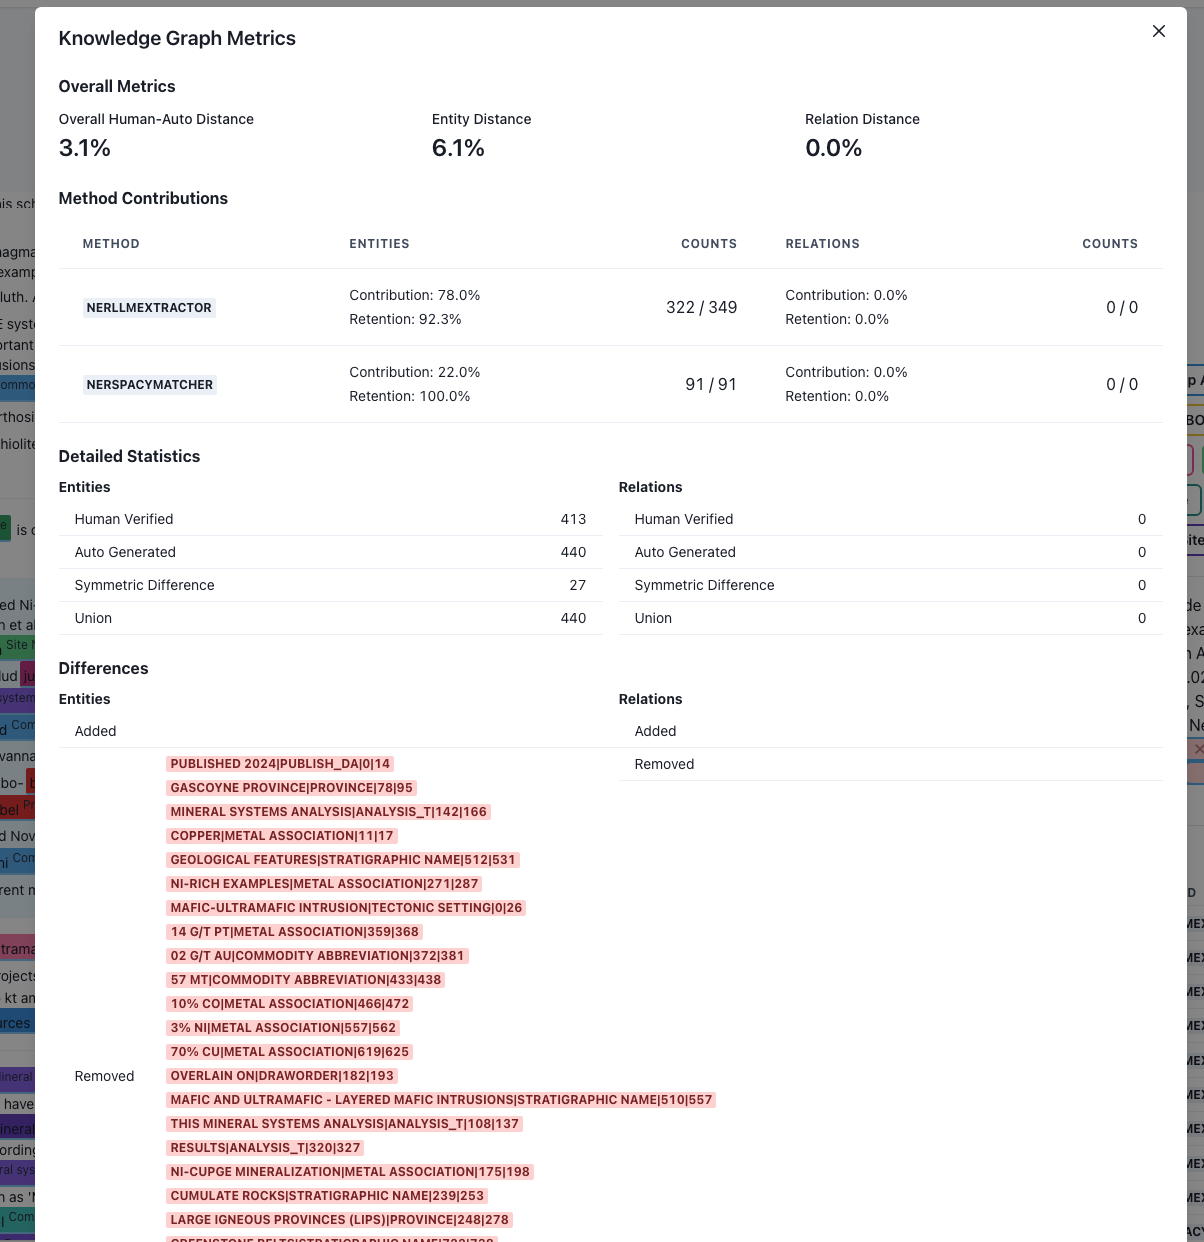 Knowledge Graph Metrics
Overall Metrics
Overall Human-Auto Distance
3.1%
Entity Distance
6.1%
Relation Distance
0.0%
Method Contributions
METHOD ENTITIES COUNTS RELATIONS COUNTS
NERLLMEXTRACTOR
Contribution: 78.0%
Retention: 92.3%
322 / 349
Contribution: 0.0%
Retention: 0.0%
0 / 0
NERSPACYMATCHER
Contribution: 22.0%
Retention: 100.0%
91 / 91
Contribution: 0.0%
Retention: 0.0%
0 / 0
Detailed Statistics
Entities
Human Verified 413
Auto Generated 440
Symmetric Difference 27
Union 440
Relations
Human Verified 0
Auto Generated 0
Symmetric Difference 0
Union 0
Differences
Entities
Added
Removed
PUBLISHED 2024|PUBLISH_DA|0|14
GASCOYNE PROVINCE|PROVINCE|78|95
MINERAL SYSTEMS ANALYSIS|ANALYSIS_T|142|166
COPPER|METAL ASSOCIATION|11|17
GEOLOGICAL FEATURES|STRATIGRAPHIC NAME|512|531
NI-RICH EXAMPLES|METAL ASSOCIATION|271|287
MAFIC-ULTRAMAFIC INTRUSION|TECTONIC SETTING|0|26
14 G/T PT|METAL ASSOCIATION|359|368
02 G/T AU|COMMODITY ABBREVIATION|372|381
57 MT|COMMODITY ABBREVIATION|433|438
10% CO|METAL ASSOCIATION|466|472
3% NI|METAL ASSOCIATION|557|562
70% CU|METAL ASSOCIATION|619|625
OVERLAIN ON|DRAWORDER|182|193
MAFIC AND ULTRAMAFIC - LAYERED MAFIC INTRUSIONS|STRATIGRAPHIC NAME|510|557
THIS MINERAL SYSTEMS ANALYSIS|ANALYSIS_T|108|137
RESULTS|ANALYSIS_T|320|327
NI-CUPGE MINERALIZATION|METAL ASSOCIATION|175|198
CUMULATE ROCKS|STRATIGRAPHIC NAME|239|253
LARGE IGNEOUS PROVINCES (LIPS)|PROVINCE|248|278
Relations
Added
Removed